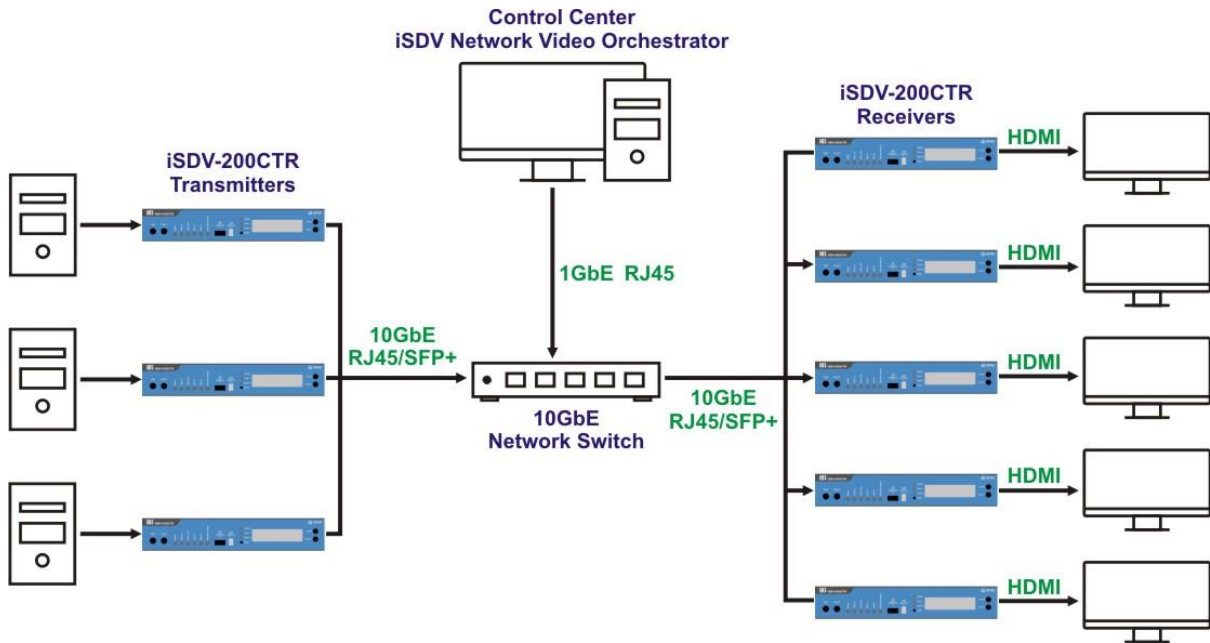 Control Center
iSDV Network Video Orchestrator
iSDV-200CTR
Transmitters
iSDV-200CTR
Receivers
HDMI
HDMI
HDMI
HDMI
HDMI
1GbE RJ45
10GbE
RJ45/SFP+
10GbE
Network Switch
10GbE
RJ45/SFP+